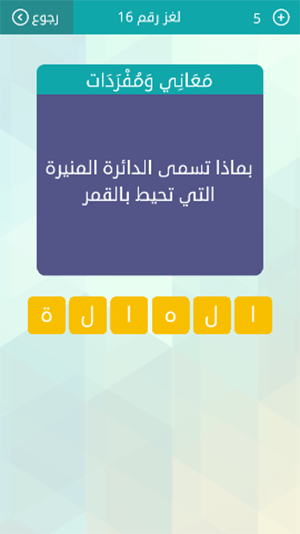 رجوع لغز رقم 16 5
مَعَانِي وَمُفْرَدَات
بماذا تسمى الدائرة المنيرة
التي تحيط بالقمر
ا ل ه ا ل ة